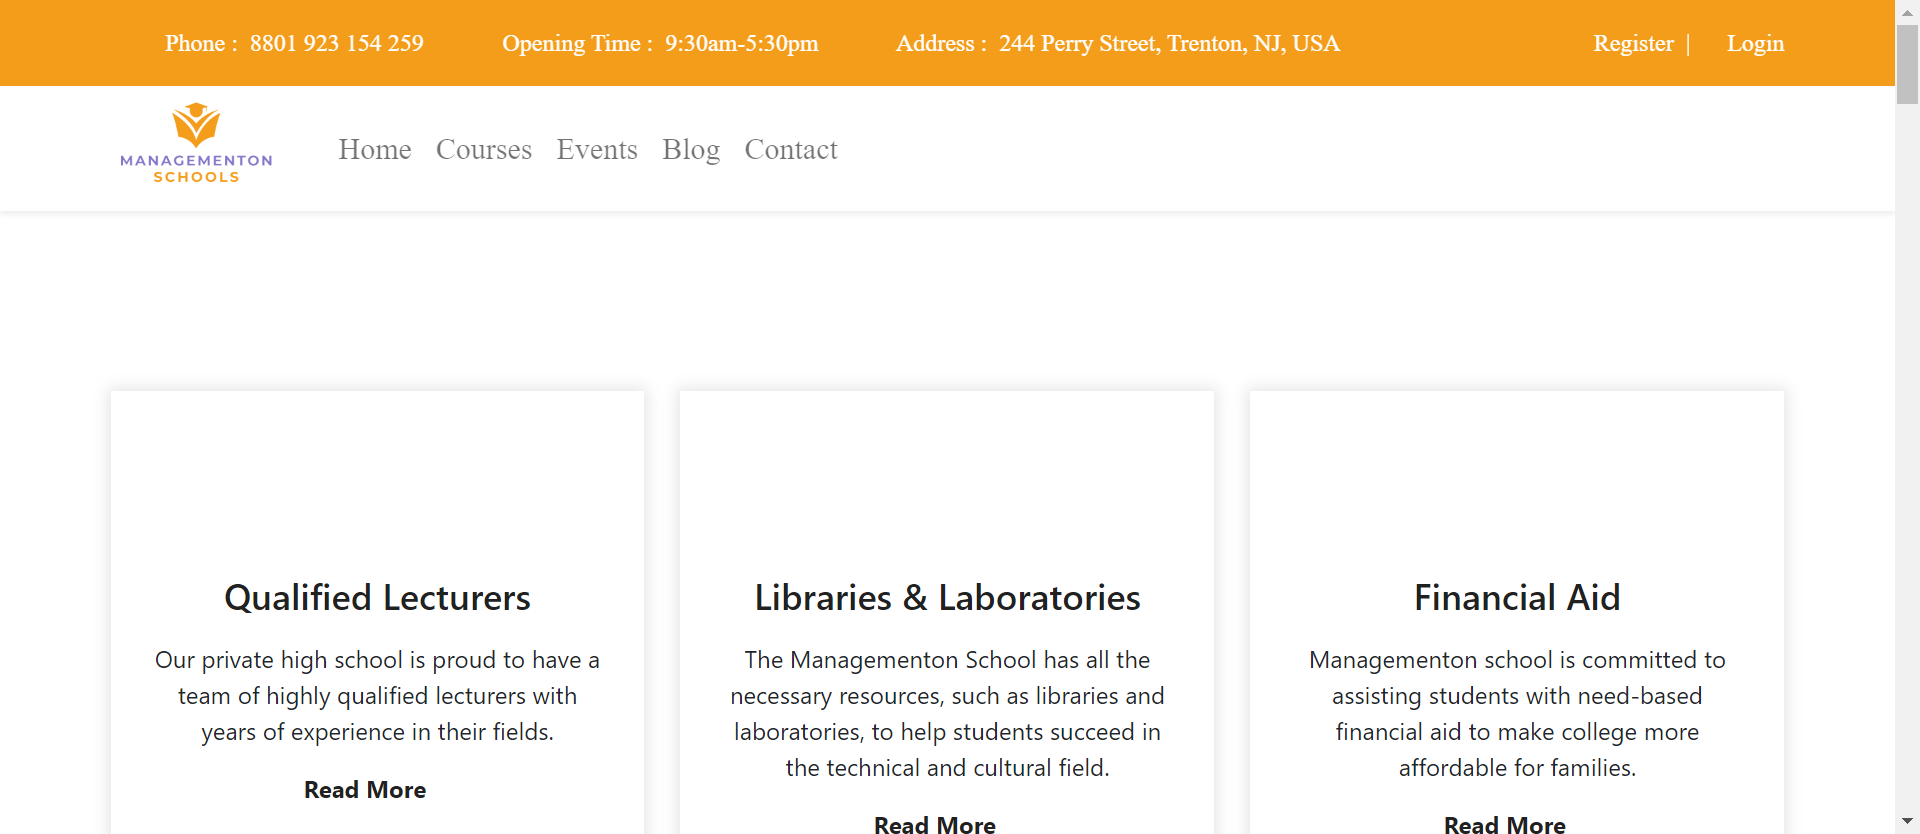 Phone :  8801 923 154 259 Opening Time :  9:30am-5:30pm Address :  244 Perry Street, Trenton, NJ, USA Register | Login
MANAGEMENTON
SCHOOLS
Home Courses Events Blog Contact
Qualified Lecturers
Our private high school is proud to have a
team of highly qualified lecturers with
years of experience in their fields.
Read More
Libraries & Laboratories
The Managementon School has all the
necessary resources, such as libraries and
laboratories, to help students succeed in
the technical and cultural field.
Read More
Financial Aid
Managementon school is committed to
assisting students with need-based
financial aid to make college more
affordable for families.
Read More